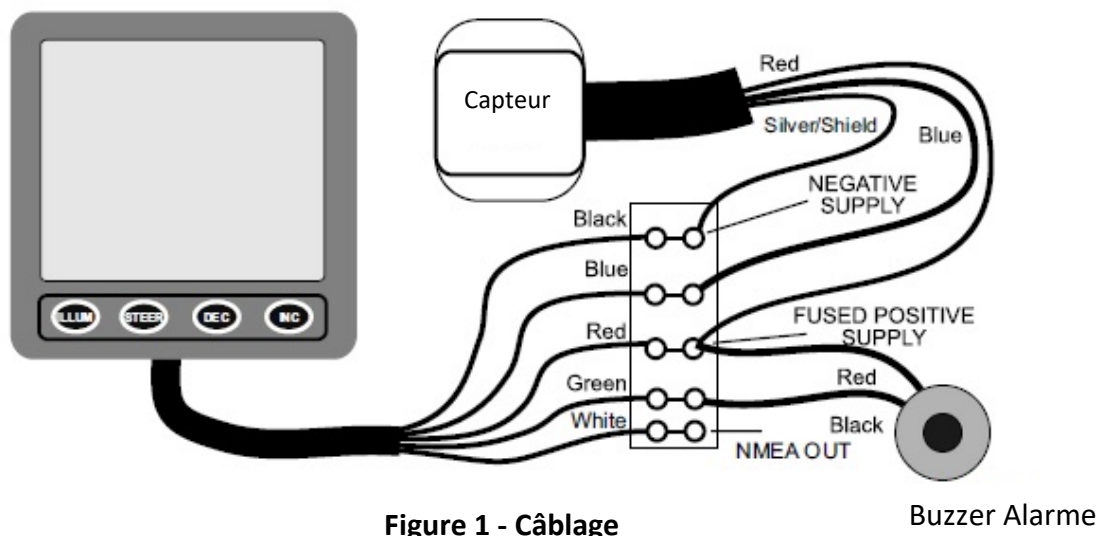 Capteur
Red
Silver/Shield
Blue
NEGATIVE
SUPPLY
Black
Blue
Red
FUSED POSITIVE
SUPPLY
Green
Red
White
Black
NMEA OUT
ILLUM STEER DEC INC
Buzzer Alarme
Figure 1 - Câblage